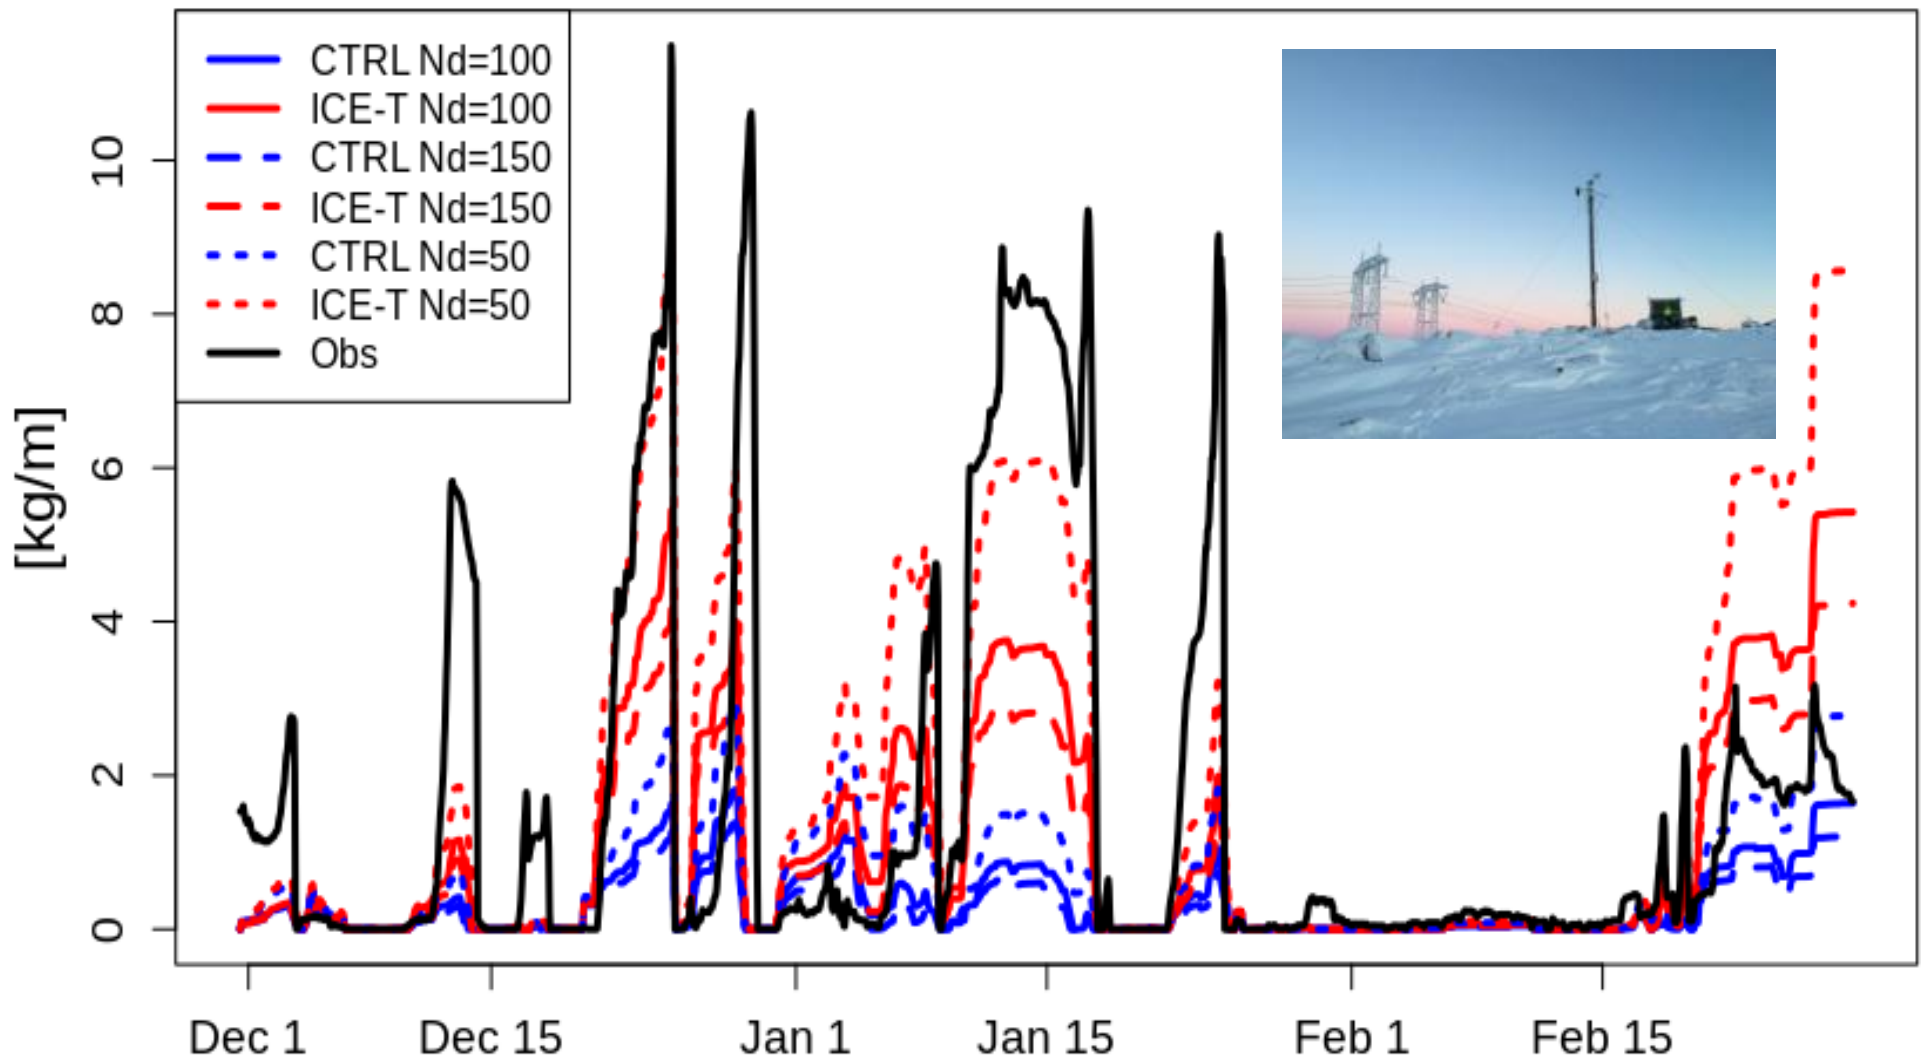 CTRL Nd=100
ICE-T Nd=100
CTRL Nd=150
ICE-T Nd=150
CTRL Nd=50
ICE-T Nd=50
Obs
[kg/m]
10
8
6
4
2
0
Dec 1 Dec 15 Jan 1 Jan 15 Feb 1 Feb 15